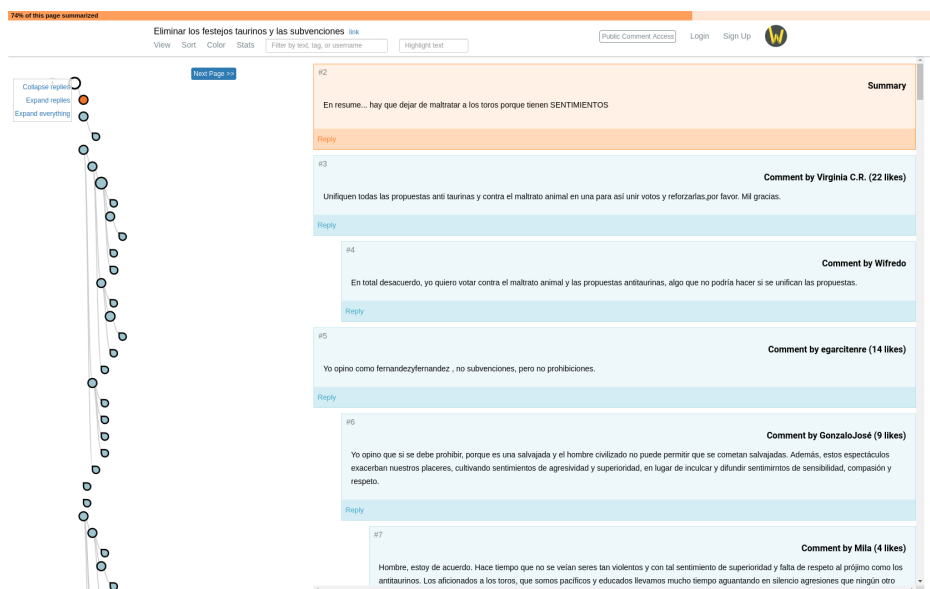 74% of this page summarized
Eliminar los festejos taurinos y las subvenciones link
View Sort Color Stats Filter by text, tag, or username Highlight text
Public Comment Access Login Sign Up
Collapse replies
Expand replies
Expand everything
Next Page >>
#2
Summary
En resume... hay que dejar de maltratar a los toros porque tienen SENTIMIENTOS
Reply
#3
Comment by Virginia C.R. (22 likes)
Unifiquen todas las propuestas anti taurinas y contra el maltrato animal en una para así unir votos y reforzarlas,por favor. Mil gracias.
Reply
#4
Comment by Wifredo
En total desacuerdo, yo quiero votar contra el maltrato animal y las propuestas antitaurinas, algo que no podría hacer si se unifican las propuestas.
Reply
#5
Comment by egarcitenre (14 likes)
Yo opino como fernandezyfernandez , no subvenciones, pero no prohibiciones.
Reply
#6
Comment by GonzaloJosé (9 likes)
Yo opino que si se debe prohibir, porque es una salvajada y el hombre civilizado no puede permitir que se cometan salvajadas. Además, estos espectáculos
exacerban nuestros placeres, cultivando sentimientos de agresividad y superioridad, en lugar de inculcar y difundir sentimirntos de sensibilidad, compasión y
respeto.
Reply
#7
Comment by Mila (4 likes)
Hombre, estoy de acuerdo. Hace tiempo que no se veían seres tan violentos y con tal sentimiento de superioridad y falta de respeto al prójimo como los
antitaurinos. Los aficionados a los toros, que somos pacíficos y educados llevamos mucho tiempo aguantando en silencio agresiones que ningún otro